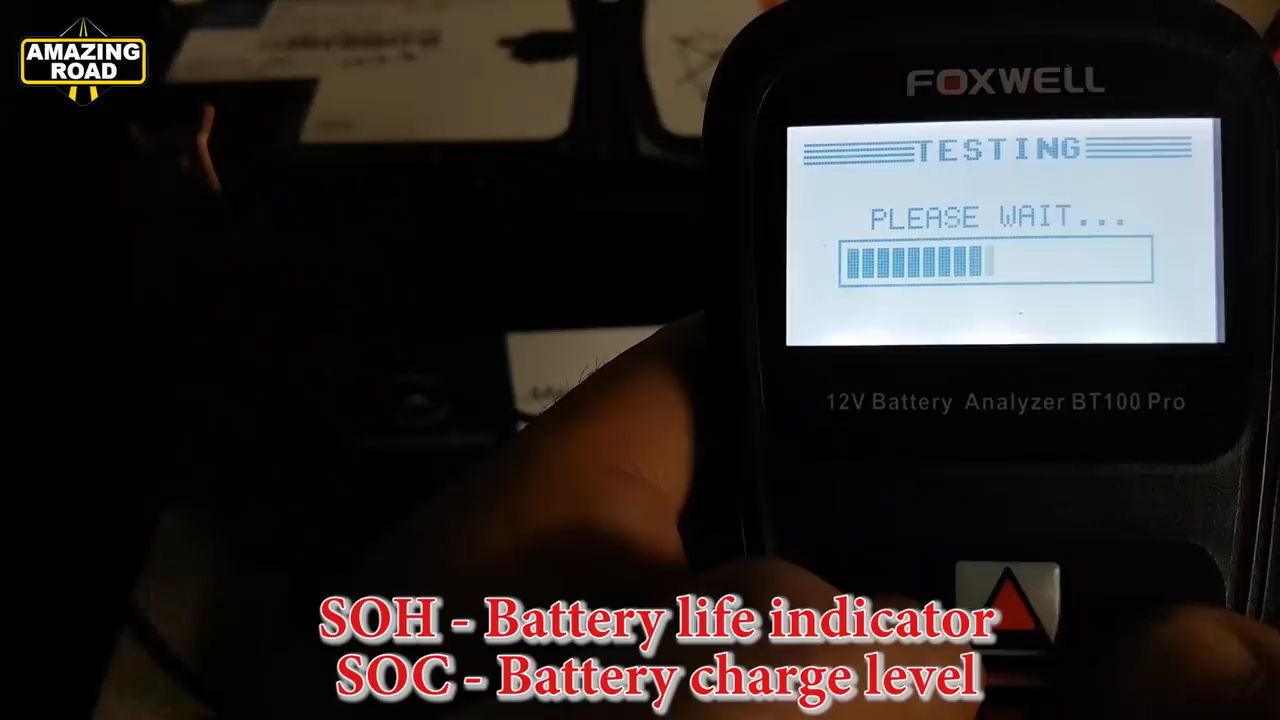 AMAZING
ROAD
FOXWELL
TESTING
PLEASE WAIT...
12V Battery Analyzer BT100 Pro
SOH - Battery life indicator
SOC - Battery charge level